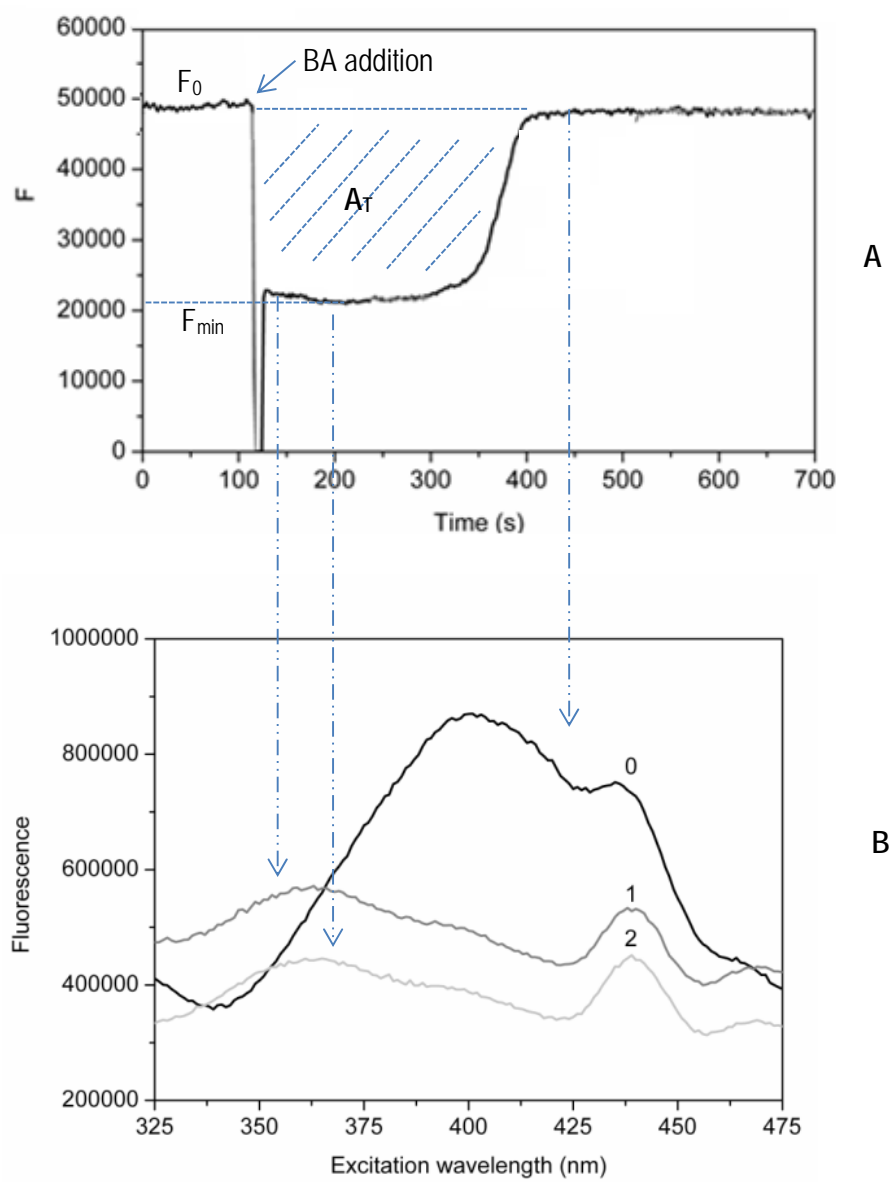 60000
50000
40000
30000
20000
10000
0
F
F0
BA addition
AT
Fmin
A
0 100 200 300 400 500 600 700
Time (s)
1000000
800000
600000
400000
200000
Fluorescence
0
1
2
B
325 350 375 400 425 450 475
Excitation wavelength (nm)